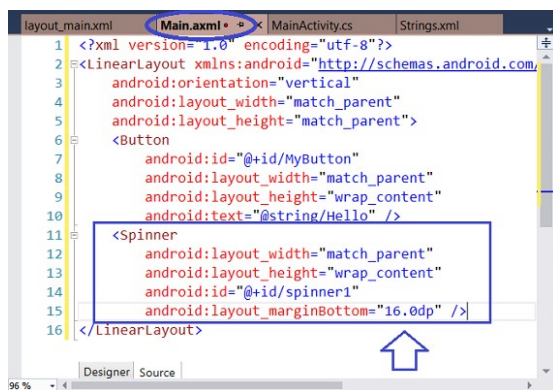 layout_main.xml Main.axml MainActivity.cs Strings.xml
1 <?xml version="1.0" encoding="utf-8"?>
2 <LinearLayout xmlns:android="http://schemas.android.com/
3 android:orientation="vertical"
4 android:layout_width="match_parent"
5 android:layout_height="match_parent">
6 <Button
7 android:id="@+id/MyButton"
8 android:layout_width="match_parent"
9 android:layout_height="wrap_content"
10 android:text="@string/Hello" />
11 <Spinner
12 android:layout_width="match_parent"
13 android:layout_height="wrap_content"
14 android:id="@+id/spinner1"
15 android:layout_marginBottom="16.0dp" />
16 </LinearLayout>
Designer Source
96 %